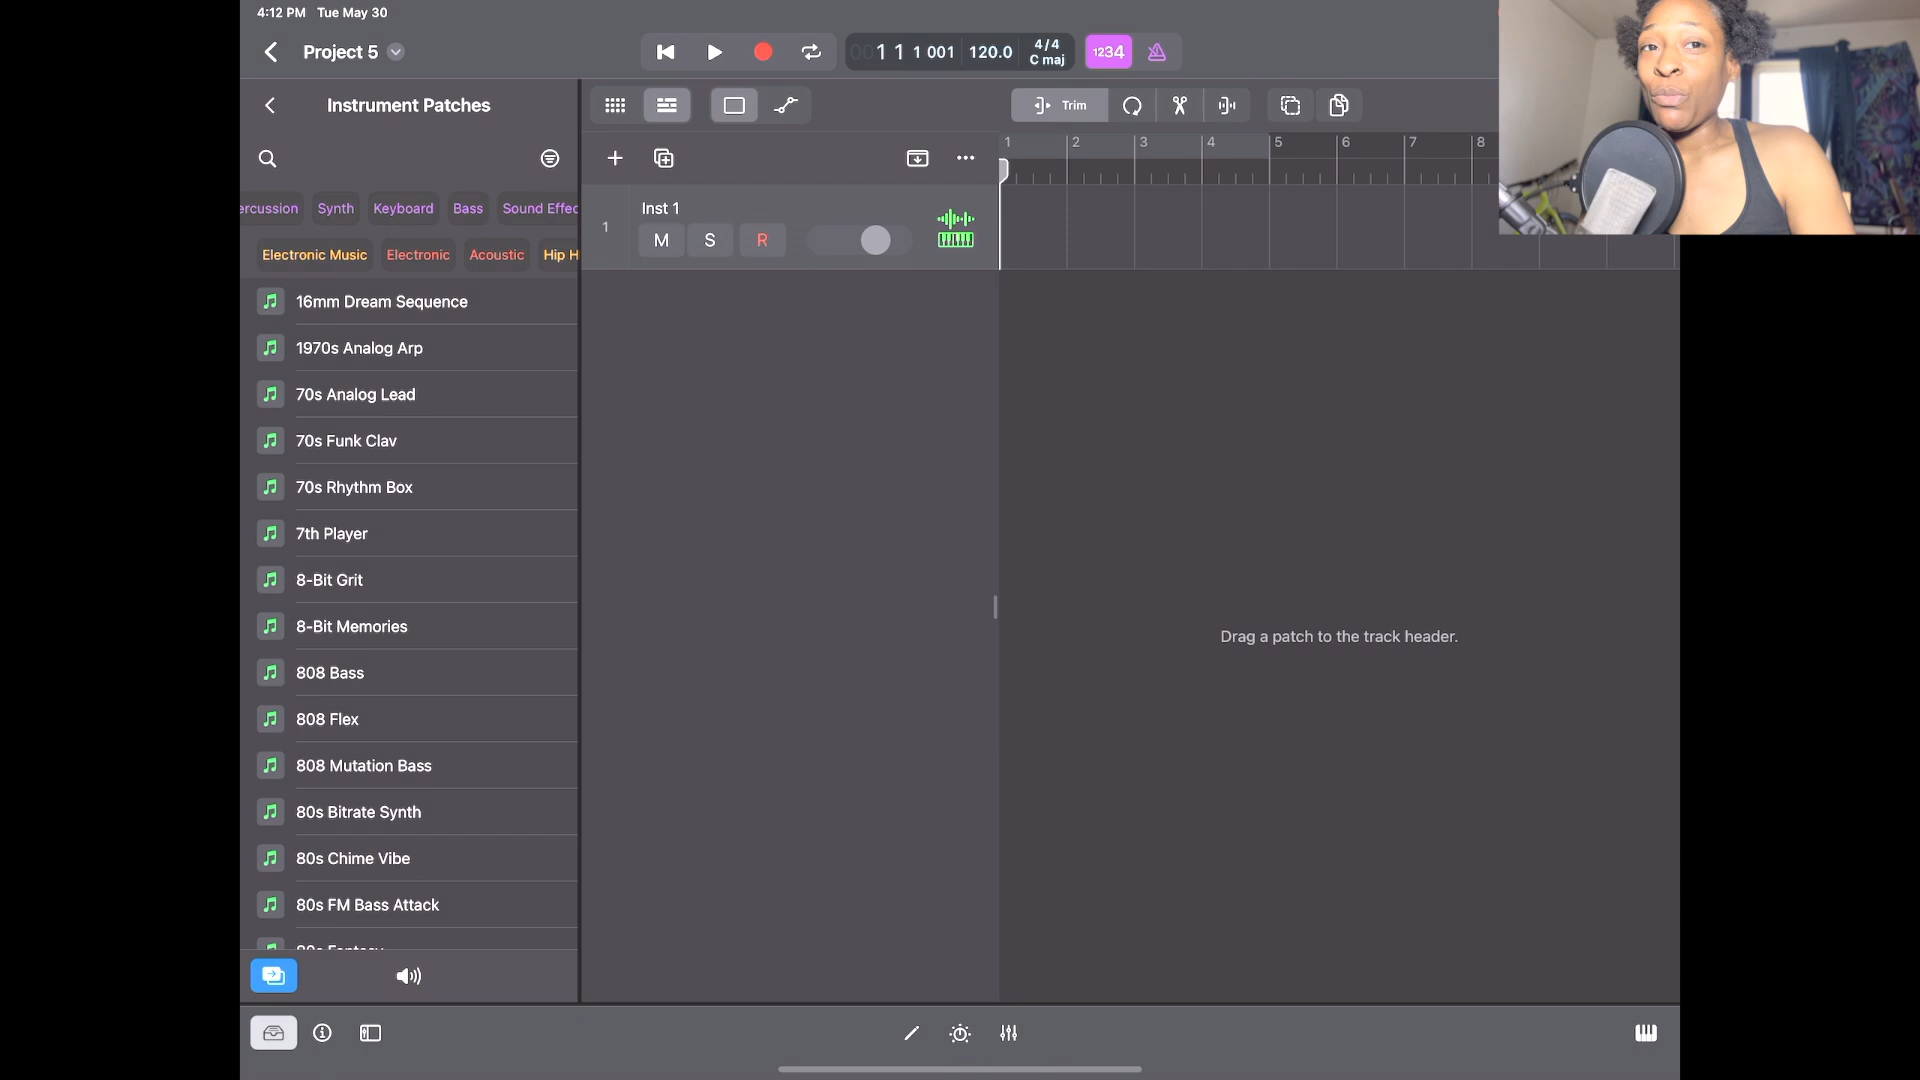 4:12 PM Tue May 30
Project 5
001 1 1 001 120.0 4/4 C maj
1234
Instrument Patches
Trim
1 2 3 4 5 6 7 8
ercussion Synth Keyboard Bass Sound Effec
Inst 1
1
M S R
Electronic Music Electronic Acoustic Hip H
16mm Dream Sequence
1970s Analog Arp
70s Analog Lead
70s Funk Clav
70s Rhythm Box
7th Player
8-Bit Grit
8-Bit Memories
808 Bass
808 Flex
808 Mutation Bass
80s Bitrate Synth
80s Chime Vibe
80s FM Bass Attack
80s Fantasy
Drag a patch to the track header.